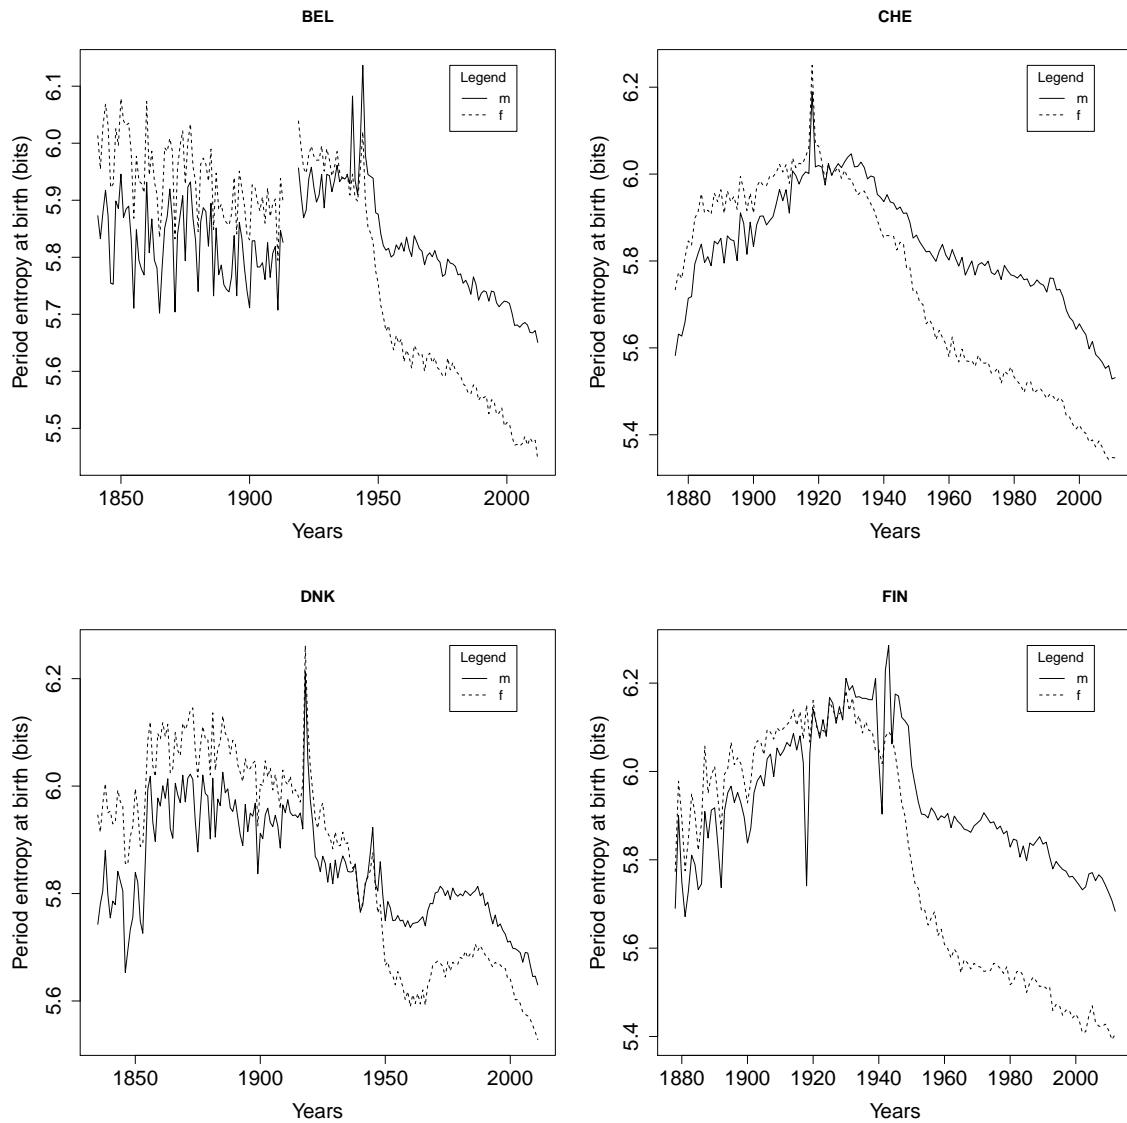 BEL
Period entropy at birth (bits)
5.5 5.6 5.7 5.8 5.9 6.0 6.1
Legend
m
f
1850 1900 1950 2000
Years
CHE
Period entropy at birth (bits)
5.4 5.6 5.8 6.0 6.2
Legend
m
f
1880 1900 1920 1940 1960 1980 2000
Years
DNK
Period entropy at birth (bits)
5.6 5.8 6.0 6.2
Legend
m
f
1850 1900 1950 2000
Years
FIN
Period entropy at birth (bits)
5.4 5.6 5.8 6.0 6.2
Legend
m
f
1880 1900 1920 1940 1960 1980 2000
Years